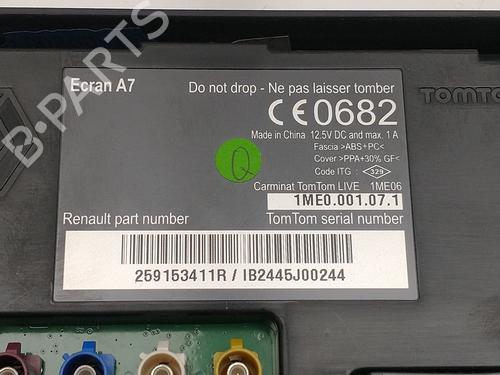 B-PARTS
Ecran A7
Do not drop - Ne pas laisser tomber
CE 0682
Made in China 12.5V DC and max. 1 A
Fascia >ABS+PC<
Cover >PPA+30% GF<
Code ITG : 329
Carminat TomTom LIVE 1ME06
1ME0.001.07.1
Renault part number
TomTom serial number
259153411R / IB2445J00244
Q
TOMTO